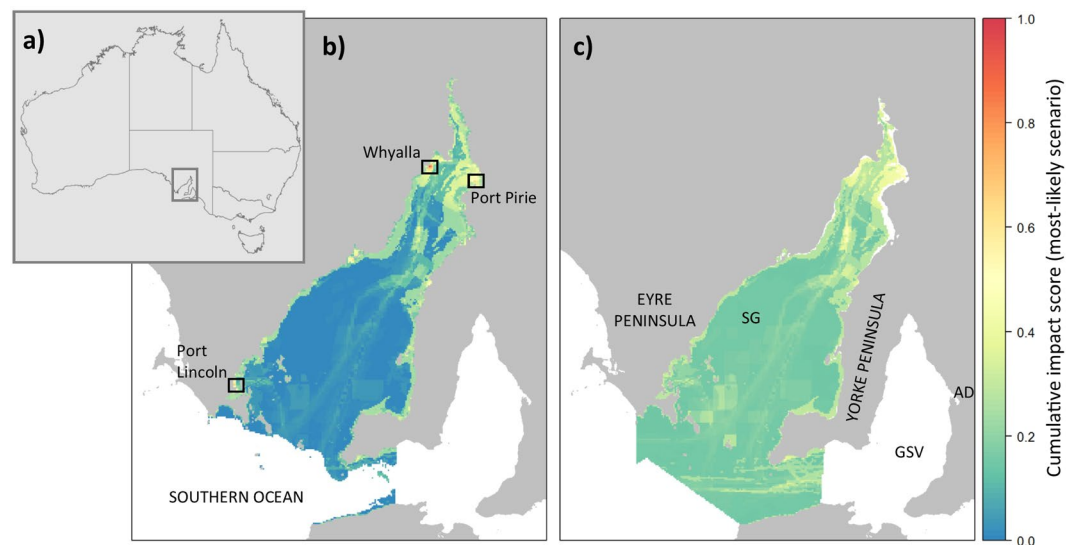 a)
b)
c)
Whyalla
Port Pirie
Port
Lincoln
SOUTHERN OCEAN
EYRE
PENINSULA
SG
YORKE PENINSULA
AD
GSV
1.0
0.8
0.6
0.4
0.2
0.0
Cumulative impact score (most-likely scenario)